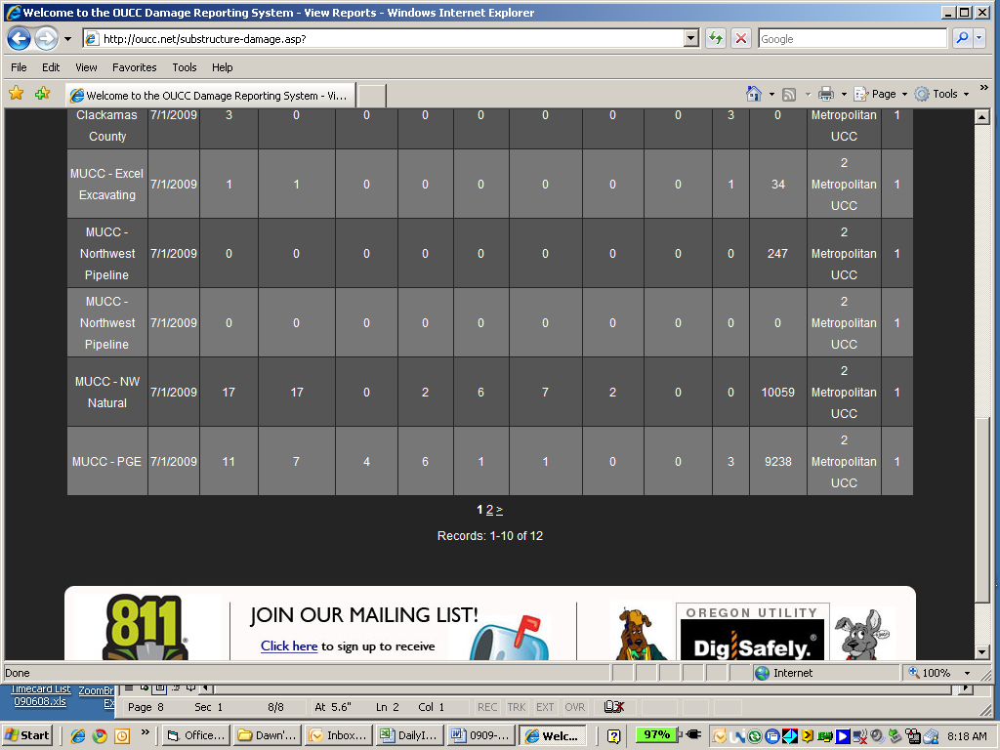 Welcome to the OUCC Damage Reporting System - View Reports - Windows Internet Explorer
http://oucc.net/substructure-damage.asp?
Google
File Edit View Favorites Tools Help
Welcome to the OUCC Damage Reporting System - Vi...
Page Tools »
Clackamas County 7/1/2009 3 0 0 0 0 0 0 0 3 0 Metropolitan UCC 1
MUCC - Excel Excavating 7/1/2009 1 1 0 0 0 0 0 0 1 34 2 Metropolitan UCC 1
MUCC - Northwest Pipeline 7/1/2009 0 0 0 0 0 0 0 0 0 247 2 Metropolitan UCC 1
MUCC - Northwest Pipeline 7/1/2009 0 0 0 0 0 0 0 0 0 0 2 Metropolitan UCC 1
MUCC - NW Natural 7/1/2009 17 17 0 2 6 7 2 0 0 10059 2 Metropolitan UCC 1
MUCC - PGE 7/1/2009 11 7 4 6 1 1 0 0 3 9238 2 Metropolitan UCC 1
1 2 >
Records: 1-10 of 12
811
JOIN OUR MAILING LIST!
Click here to sign up to receive
OREGON UTILITY
Dig Safely.®
Done
Internet
100%
Timecard List
090608.xls
ZoomBr
EX
Page 8 Sec 1 8/8 At 5.6" Ln 2 Col 1 REC TRK EXT OVR
Start » Office... Dawn'... Inbox... DailyI... 0909-... Welc... 97% 8:18 AM